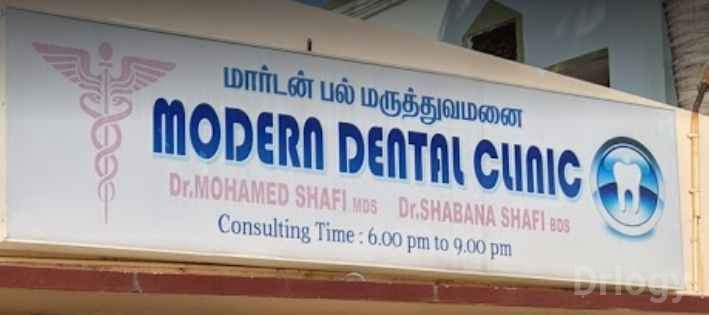 மார்டன் பல் மருத்துவமனை
MODERN DENTAL CLINIC
Dr.MOHAMED SHAFI MDS Dr.SHABANA SHAFI BDS
Consulting Time : 6.00 pm to 9.00 pm
Drlogy